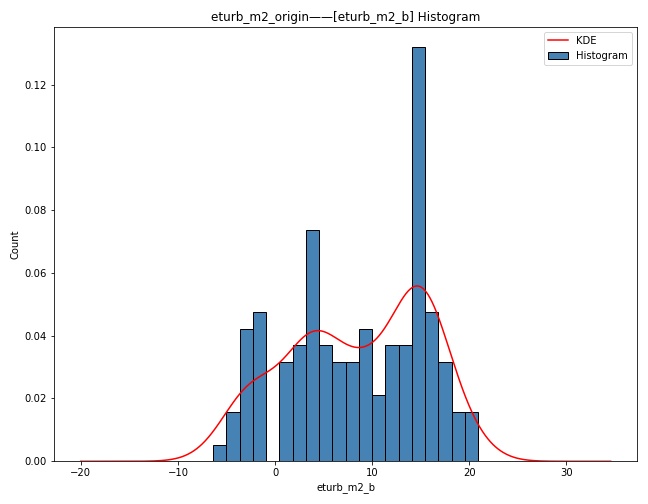 eturb_m2_origin——[eturb_m2_b] Histogram
KDE
Histogram
0.12
0.10
0.08
0.06
0.04
0.02
0.00
Count
−20
−10
0
10
20
30
eturb_m2_b